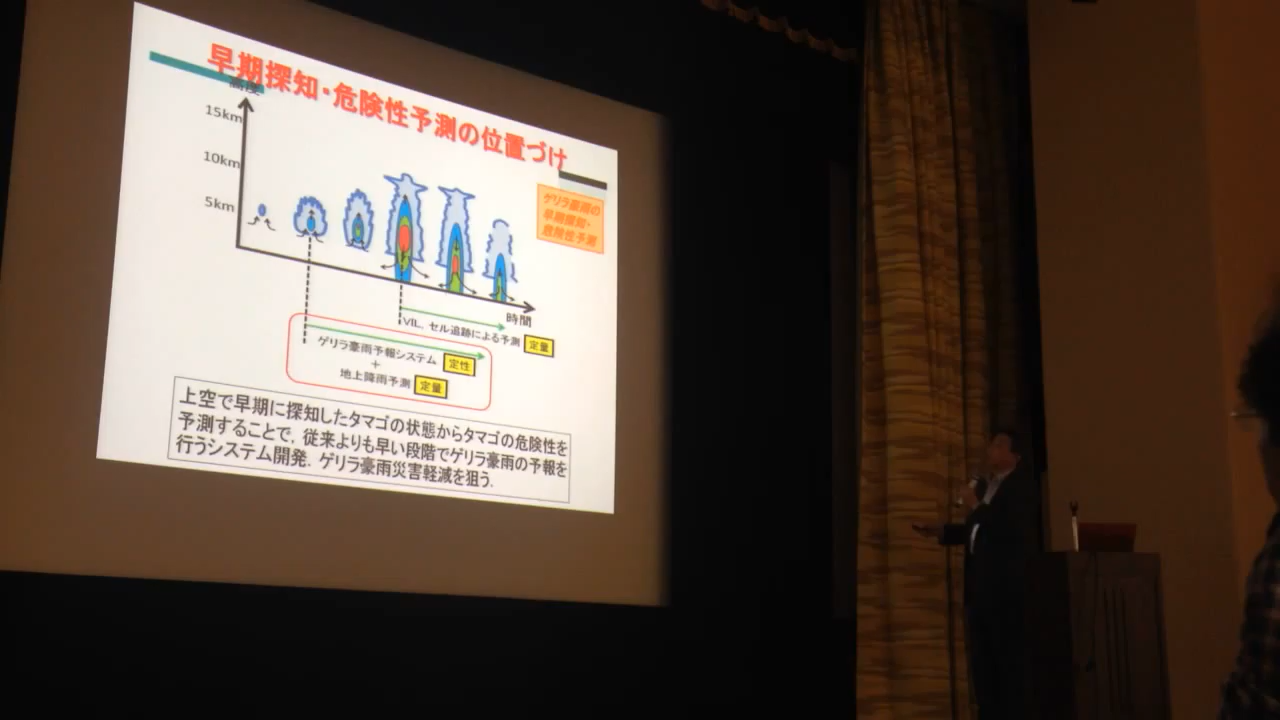 早期探知・危険性予測の位置づけ
高度
15km
10km
5km
ゲリラ豪雨の
早期探知・
危険性予測
時間
VIL，セル追跡による予測 定量
ゲリラ豪雨予報システム 定性
+
地上降雨予測 定量
上空で早期に探知したタマゴの状態からタマゴの危険性を
予測することで，従来よりも早い段階でゲリラ豪雨の予報を
行うシステム開発．ゲリラ豪雨災害軽減を狙う．